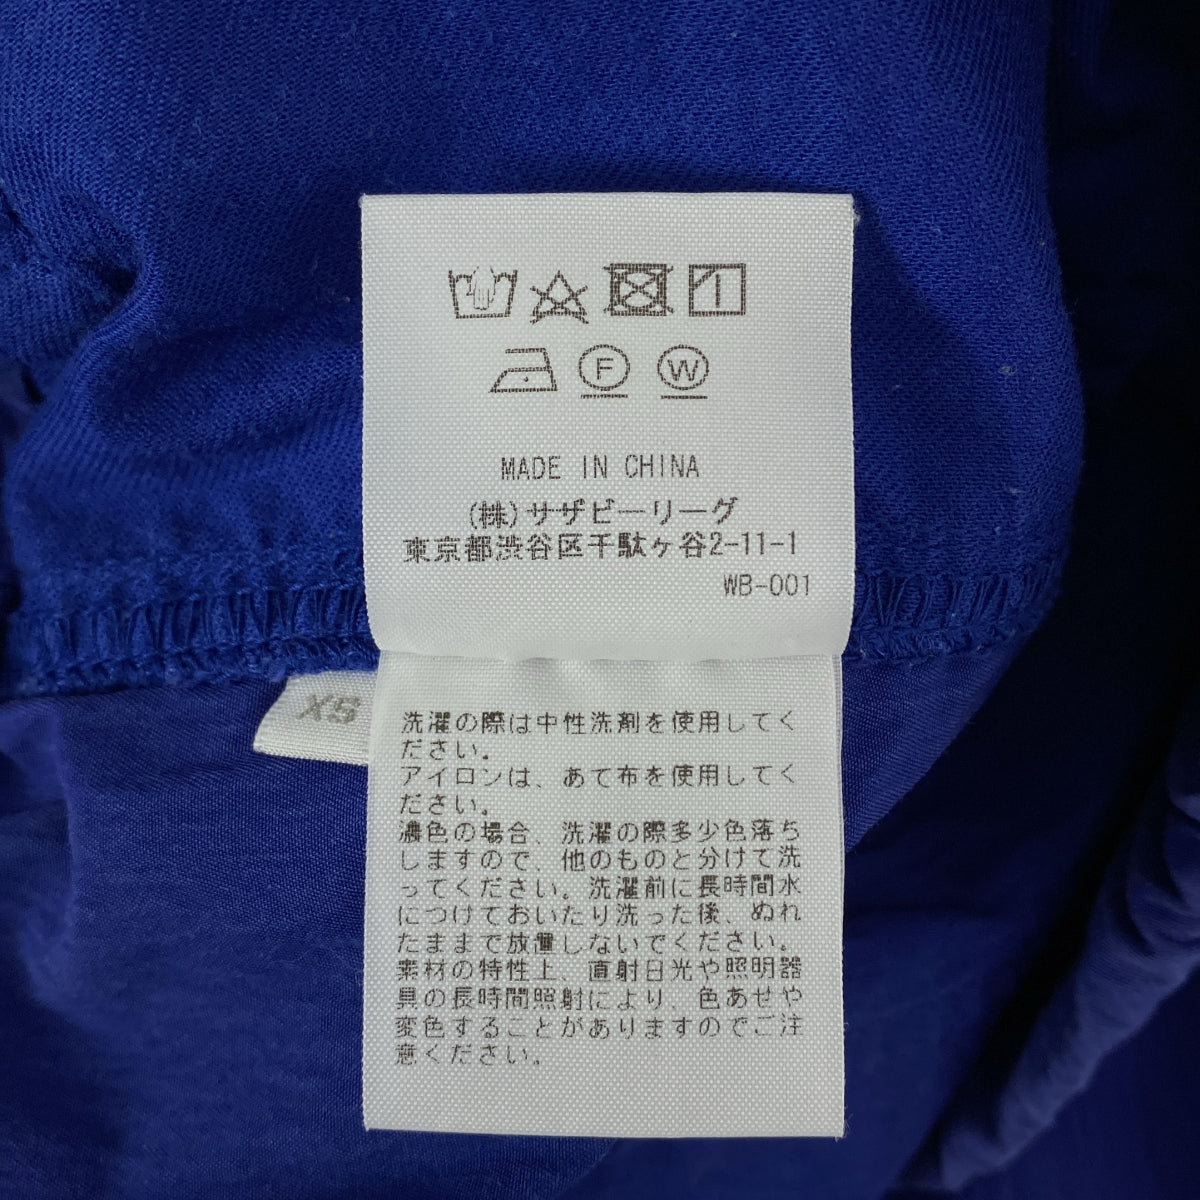 F W
MADE IN CHINA
(株)サザビーリーグ
東京都渋谷区千駄ヶ谷2-11-1
WB-001
XS
洗濯の際は中性洗剤を使用してく
ださい。
アイロンは、あて布を使用してく
ださい。
濃色の場合、洗濯の際多少色落ち
しますので、他のものと分けて洗
ってください。洗濯前に長時間水
につけておいたり洗った後、ぬれ
たままで放置しないでください。
素材の特性上、直射日光や照明器
具の長時間照射により、色あせや
変色することがありますのでご注
意ください。